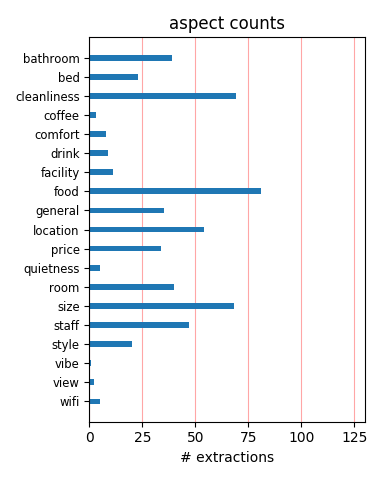 aspect counts
bathroom
bed
cleanliness
coffee
comfort
drink
facility
food
general
location
price
quietness
room
size
staff
style
vibe
view
wifi
0 25 50 75 100 125
# extractions